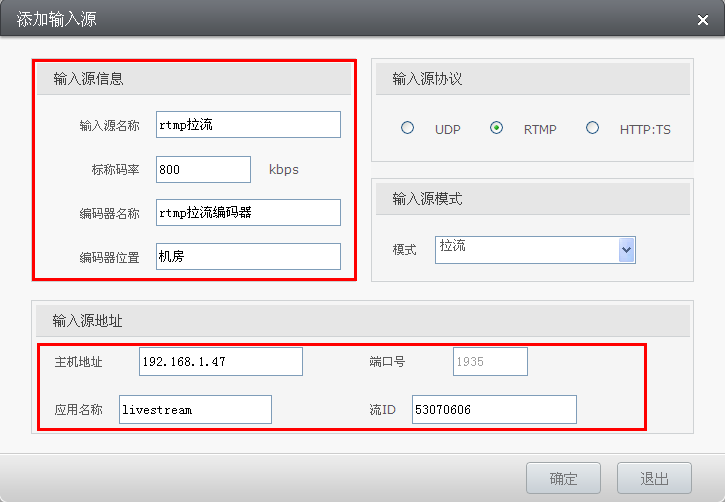 添加输入源
输入源信息
输入源名称 rtmp拉流
标称码率 800 kbps
编码器名称 rtmp拉流编码器
编码器位置 机房
输入源协议
UDP RTMP HTTP:TS
输入源模式
模式 拉流
输入源地址
主机地址 192.168.1.47 端口号 1935
应用名称 livestream 流ID 53070606
确定 退出